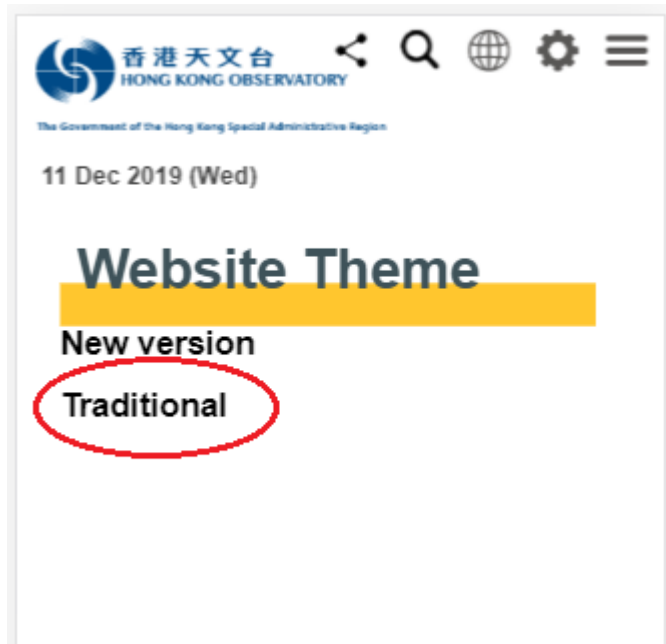 香港天文台
HONG KONG OBSERVATORY
The Government of the Hong Kong Special Administrative Region
11 Dec 2019 (Wed)
Website Theme
New version
Traditional